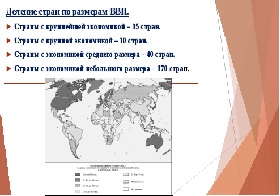 Деление стран по размерам ВВП.
Страны с крупнейшей экономикой – 15 стран.
Страны с крупной экономикой – 10 стран.
Страны с экономикой среднего размера – 40 стран.
Страны с экономикой небольшого размера – 170 стран.